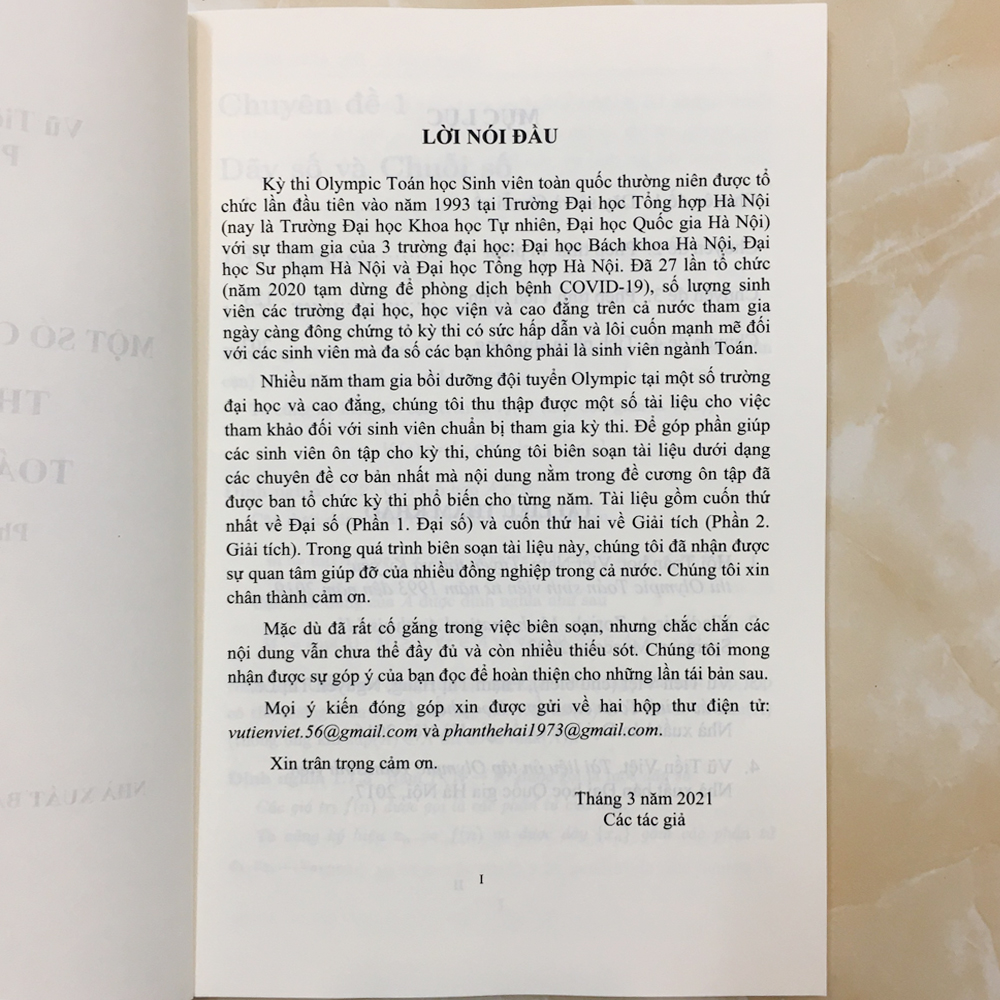 LỜI NÓI ĐẦU
Kỳ thi Olympic Toán học Sinh viên toàn quốc thường niên được tổ
chức lần đầu tiên vào năm 1993 tại Trường Đại học Tổng hợp Hà Nội
(nay là Trường Đại học Khoa học Tự nhiên, Đại học Quốc gia Hà Nội)
với sự tham gia của 3 trường đại học: Đại học Bách khoa Hà Nội, Đại
học Sư phạm Hà Nội và Đại học Tổng hợp Hà Nội. Đã 27 lần tổ chức
(năm 2020 tạm dừng để phòng dịch bệnh COVID-19), số lượng sinh
viên các trường đại học, học viện và cao đẳng trên cả nước tham gia
ngày càng đông chứng tỏ kỳ thi có sức hấp dẫn và lôi cuốn mạnh mẽ đối
với các sinh viên mà đa số các bạn không phải là sinh viên ngành Toán.
Nhiều năm tham gia bồi dưỡng đội tuyển Olympic tại một số trường
đại học và cao đẳng, chúng tôi thu thập được một số tài liệu cho việc
tham khảo đối với sinh viên chuẩn bị tham gia kỳ thi. Để góp phần giúp
các sinh viên ôn tập cho kỳ thi, chúng tôi biên soạn tài liệu dưới dạng
các chuyên đề cơ bản nhất mà nội dung nằm trong đề cương ôn tập đã
được ban tổ chức kỳ thi phổ biến cho từng năm. Tài liệu gồm cuốn thứ
nhất về Đại số (Phần 1. Đại số) và cuốn thứ hai về Giải tích (Phần 2.
Giải tích). Trong quá trình biên soạn tài liệu này, chúng tôi đã nhận được
sự quan tâm giúp đỡ của nhiều đồng nghiệp trong cả nước. Chúng tôi xin
chân thành cảm ơn.
Mặc dù đã rất cố gắng trong việc biên soạn, nhưng chắc chắn các
nội dung vẫn chưa thể đầy đủ và còn nhiều thiếu sót. Chúng tôi mong
nhận được sự góp ý của bạn đọc để hoàn thiện cho những lần tái bản sau.
Mọi ý kiến đóng góp xin được gửi về hai hộp thư điện tử:
vutienviet.56@gmail.com và phanthehai1973@gmail.com.
Xin trân trọng cảm ơn.
Tháng 3 năm 2021
Các tác giả
I